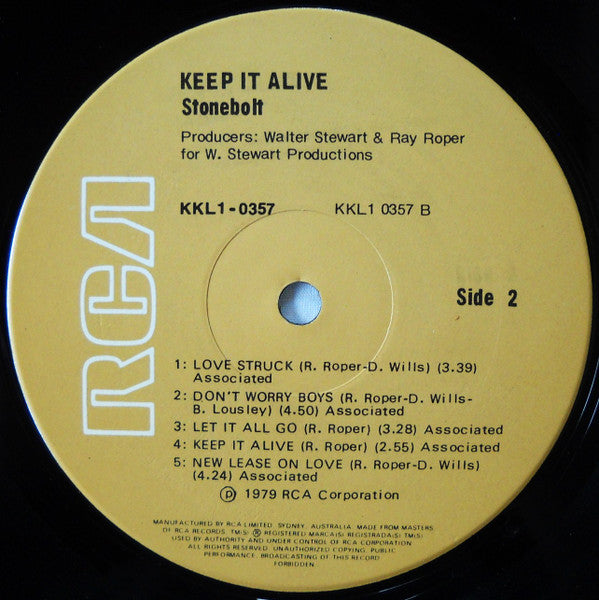 KEEP IT ALIVE
Stonebolt
Producers: Walter Stewart & Ray Roper
for W. Stewart Productions
KKL1-0357 KKL1 0357 B
RCA
Side 2
1: LOVE STRUCK (R. Roper-D. Wills) (3.39)
Associated
2: DON'T WORRY BOYS (R. Roper-D. Wills-
B. Lousley) (4.50) Associated
3: LET IT ALL GO (R. Roper) (3.28) Associated
4: KEEP IT ALIVE (R. Roper) (2.55) Associated
5: NEW LEASE ON LOVE (R. Roper-D. Wills)
(4.24) Associated
℗ 1979 RCA Corporation
MANUFACTURED BY RCA LIMITED. SYDNEY. AUSTRALIA. MADE FROM MASTERS
OF RCA RECORDS. TM(S) ® REGISTERED MARCA(S) REGISTRADA(S) TM(S)
USED BY AUTHORITY AND UNDER CONTROL OF RCA CORPORATION
ALL RIGHTS RESERVED. UNAUTHORIZED COPYING. PUBLIC
PERFORMANCE. BROADCASTING OF THIS RECORD
FORBIDDEN